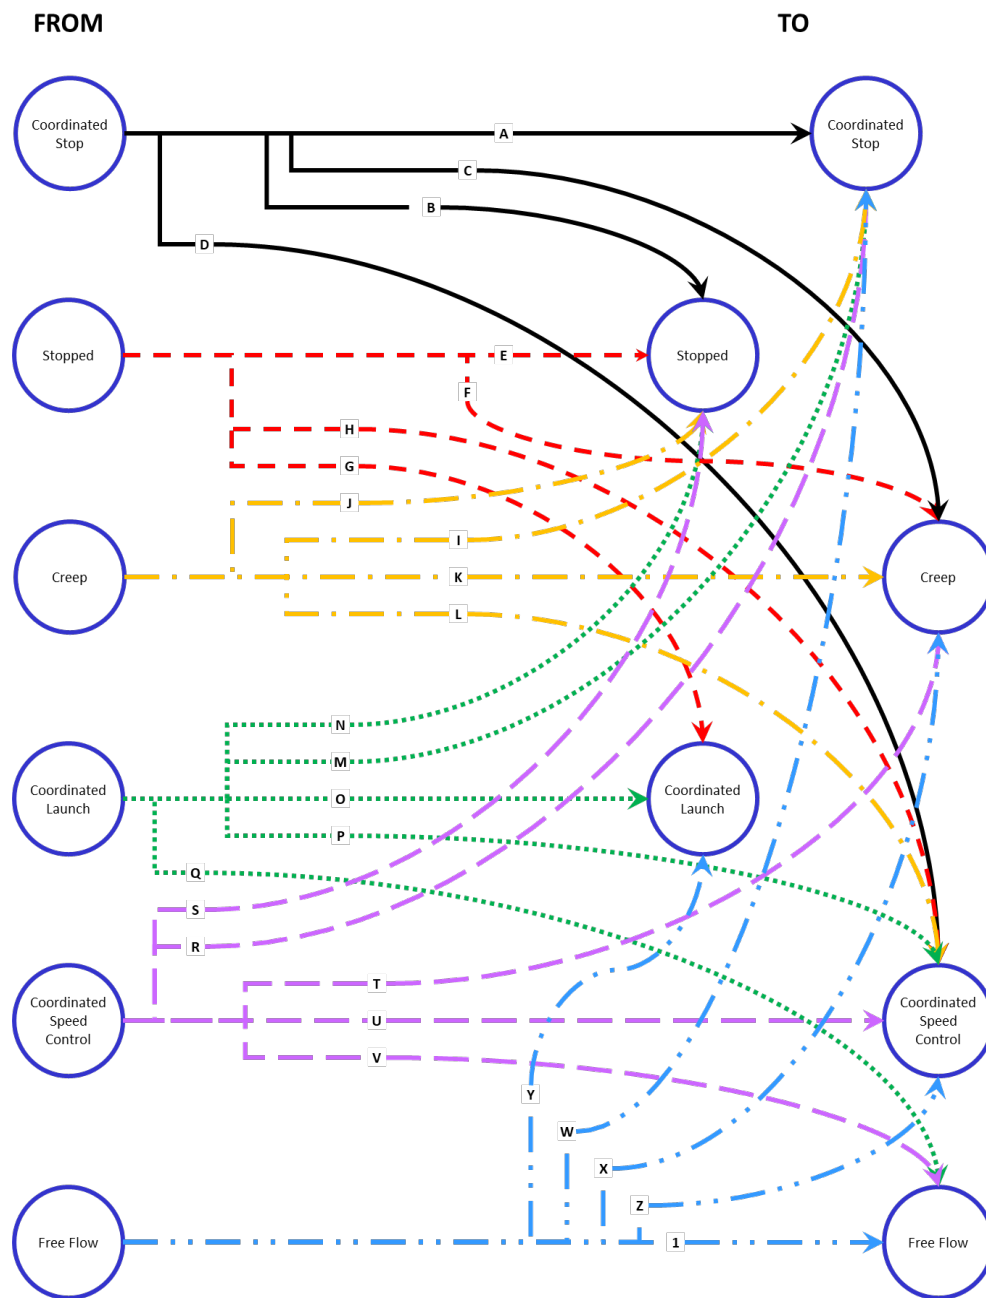 FROM
TO
Coordinated
Stop
A
Coordinated
Stop
C
B
D
Stopped
E
Stopped
F
H
G
J
I
Creep
K
Creep
L
N
M
Coordinated
Launch
O
Coordinated
Launch
P
Q
S
R
T
Coordinated
Speed
Control
U
Coordinated
Speed
Control
V
Y
W
X
Z
Free Flow
1
Free Flow